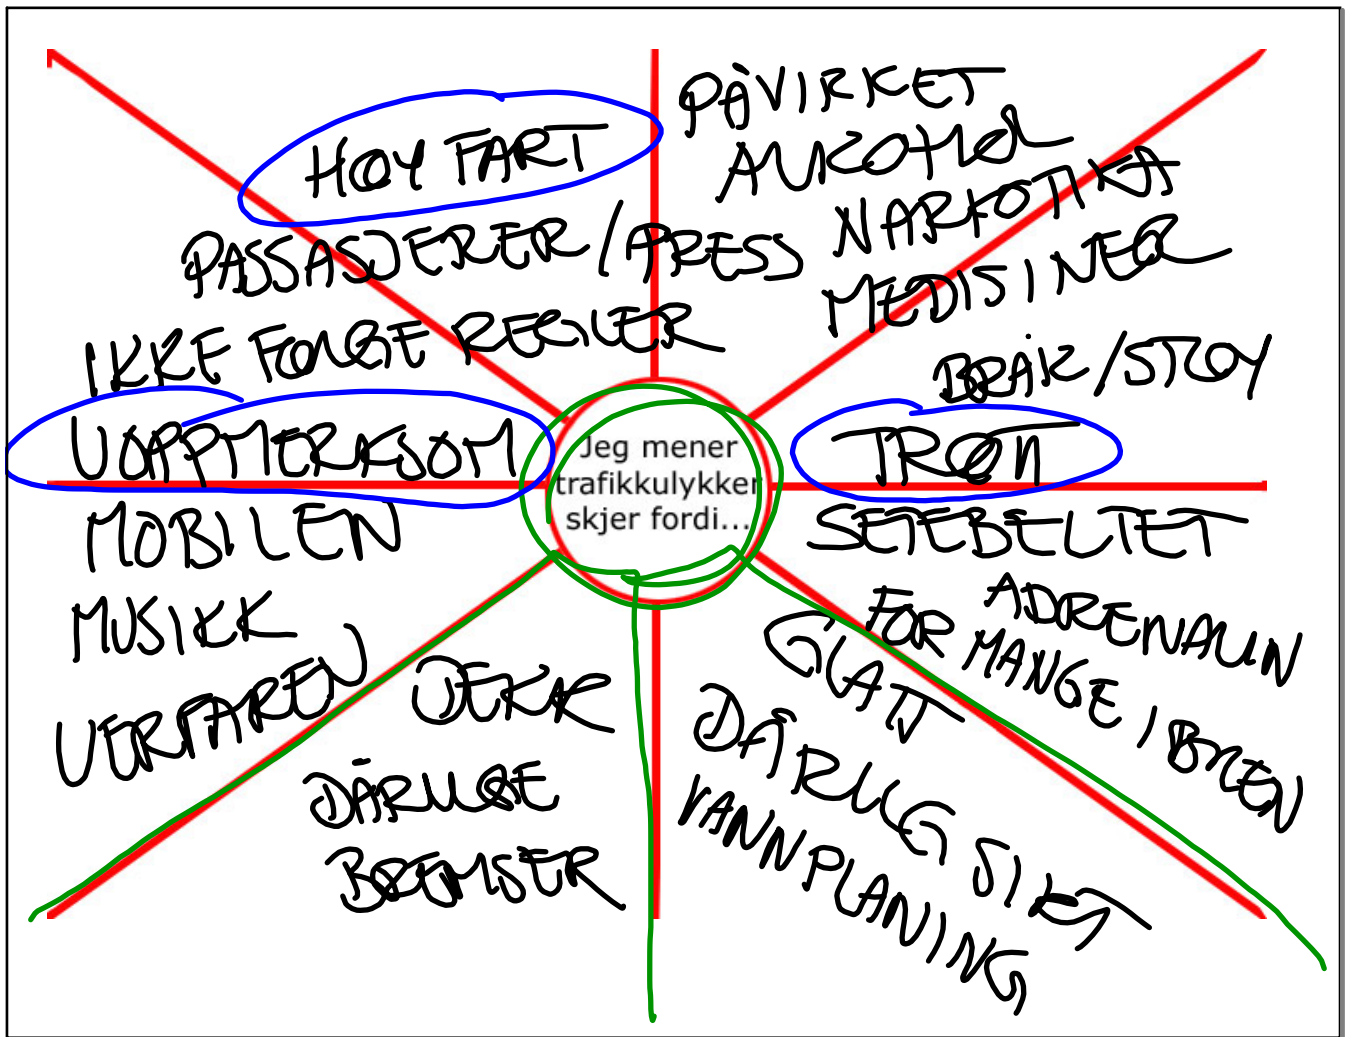 HØY FART
PASSASJERER / PRESS
IKKE FØLGE REGLER
UOPPMERKSOM
MOBILEN
MUSIKK
UERFAREN
PÅVIRKET
ALKOHOL
NARKOTIKA
MEDISINER
BRÅK / STØY
TRØTT
Jeg mener
trafikkulykker
skjer fordi...
SETEBELTET
ADRENALIN
FOR MANGE I BILEN
DEKK
DÅRLIGE
BREMSER
GLATT
DÅRLIG SIKT
VANNPLANING